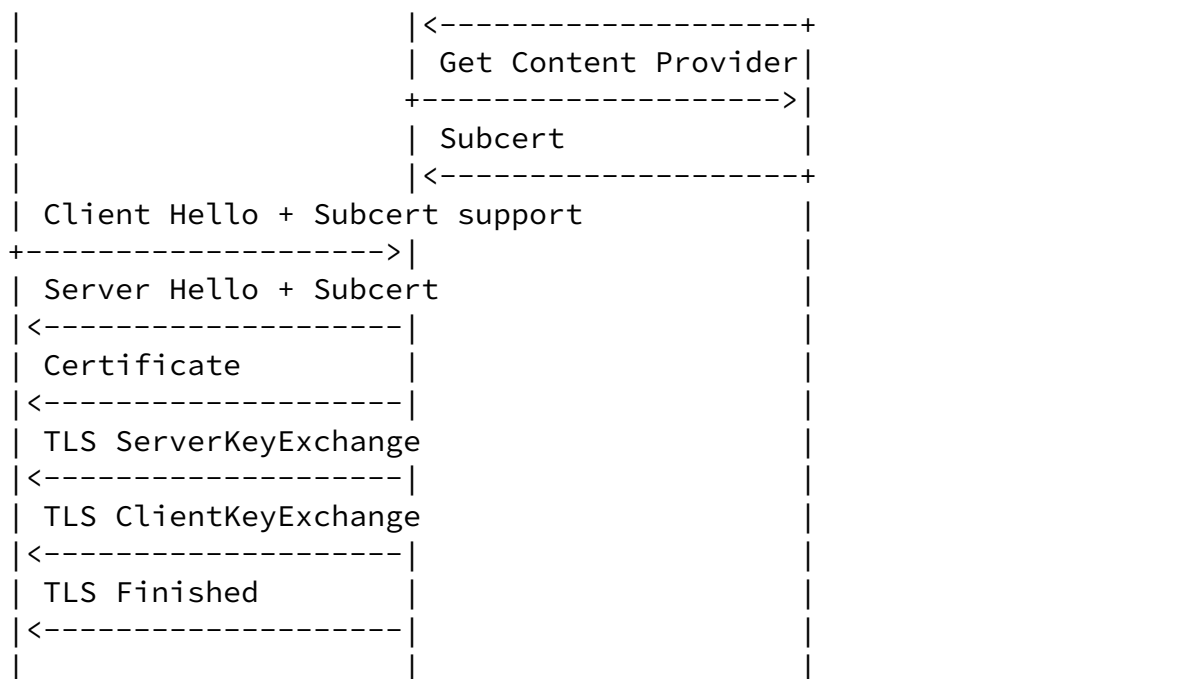 |                     |<--------------------+
|                     | Get Content Provider|
|                     +-------------------->|
|                     | Subcert             |
|                     |<--------------------+
| Client Hello + Subcert support            |
+-------------------->|                     |
| Server Hello + Subcert                    |
|<--------------------|                     |
| Certificate         |                     |
|<--------------------|                     |
| TLS ServerKeyExchange                     |
|<--------------------|                     |
| TLS ClientKeyExchange                     |
|<--------------------|                     |
| TLS Finished        |                     |
|<--------------------|                     |
|                     |                     |